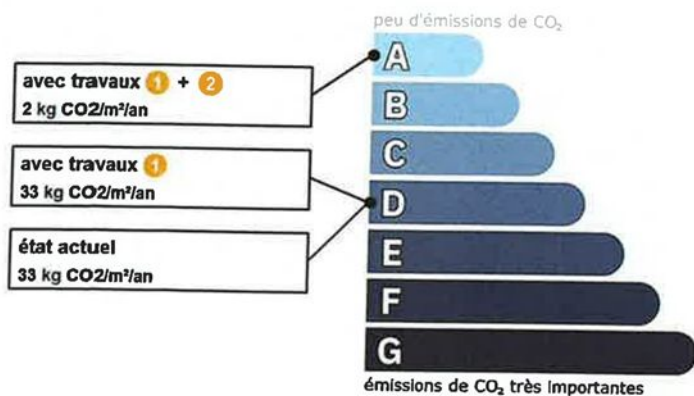 peu d'émissions de CO₂
avec travaux 1 + 2
2 kg CO2/m²/an
avec travaux 1
33 kg CO2/m²/an
état actuel
33 kg CO2/m²/an
A
B
C
D
E
F
G
émissions de CO₂ très importantes